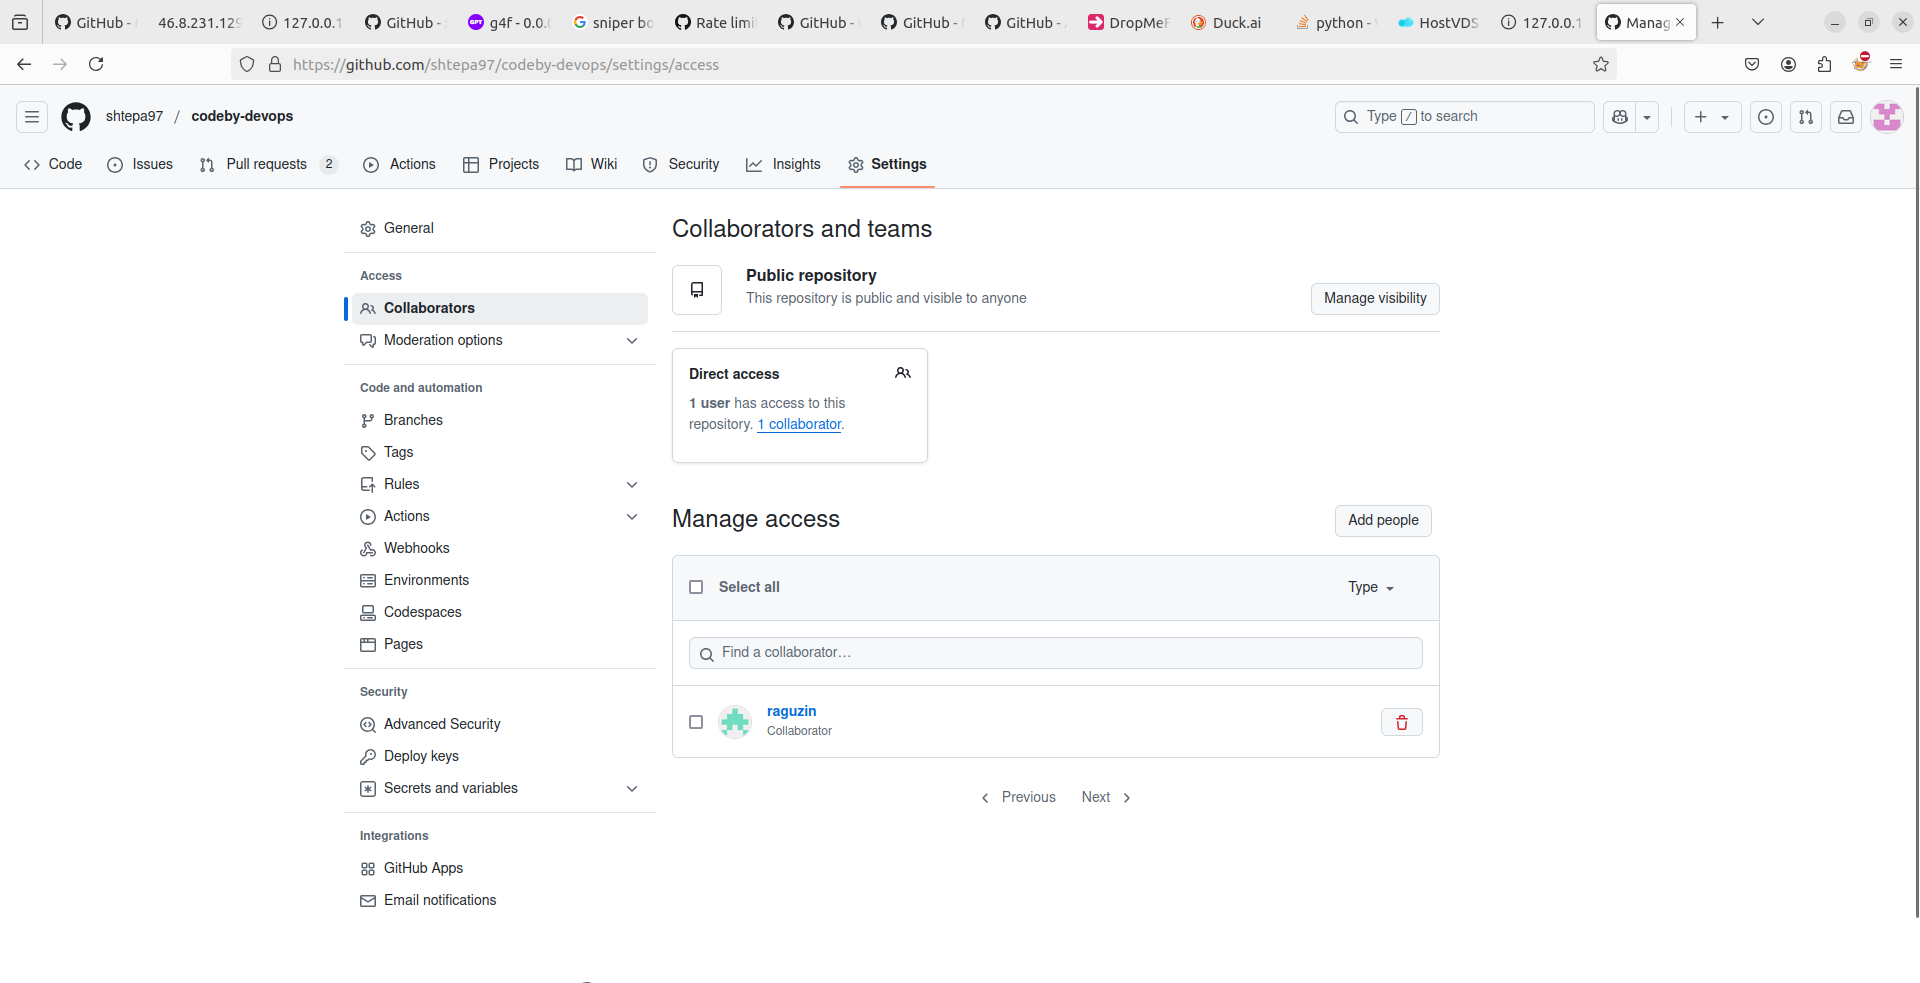 GitHub -
46.8.231.129
127.0.0.1
GitHub -
g4f - 0.0.
sniper bo
Rate limi
GitHub -
GitHub -
GitHub -
DropMeF
Duck.ai
python -
HostVDS
127.0.0.1
Manag
https://github.com/shtepa97/codeby-devops/settings/access
shtepa97 / codeby-devops
Type / to search
Code
Issues
Pull requests 2
Actions
Projects
Wiki
Security
Insights
Settings
General
Access
Collaborators
Moderation options
Code and automation
Branches
Tags
Rules
Actions
Webhooks
Environments
Codespaces
Pages
Security
Advanced Security
Deploy keys
Secrets and variables
Integrations
GitHub Apps
Email notifications
Collaborators and teams
Public repository
This repository is public and visible to anyone
Manage visibility
Direct access
1 user has access to this
repository. 1 collaborator.
Manage access
Add people
Select all
Type
Find a collaborator…
raguzin
Collaborator
Previous Next